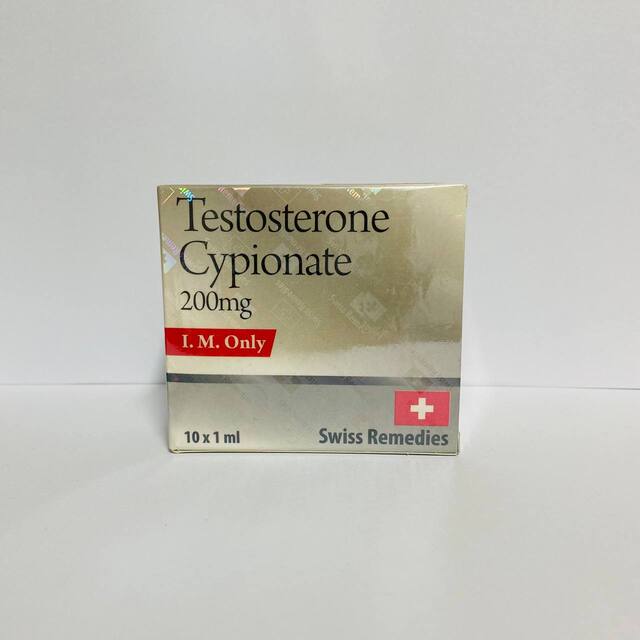 Testosterone
Cypionate
200mg
I. M. Only
10 x 1 ml
Swiss Remedies